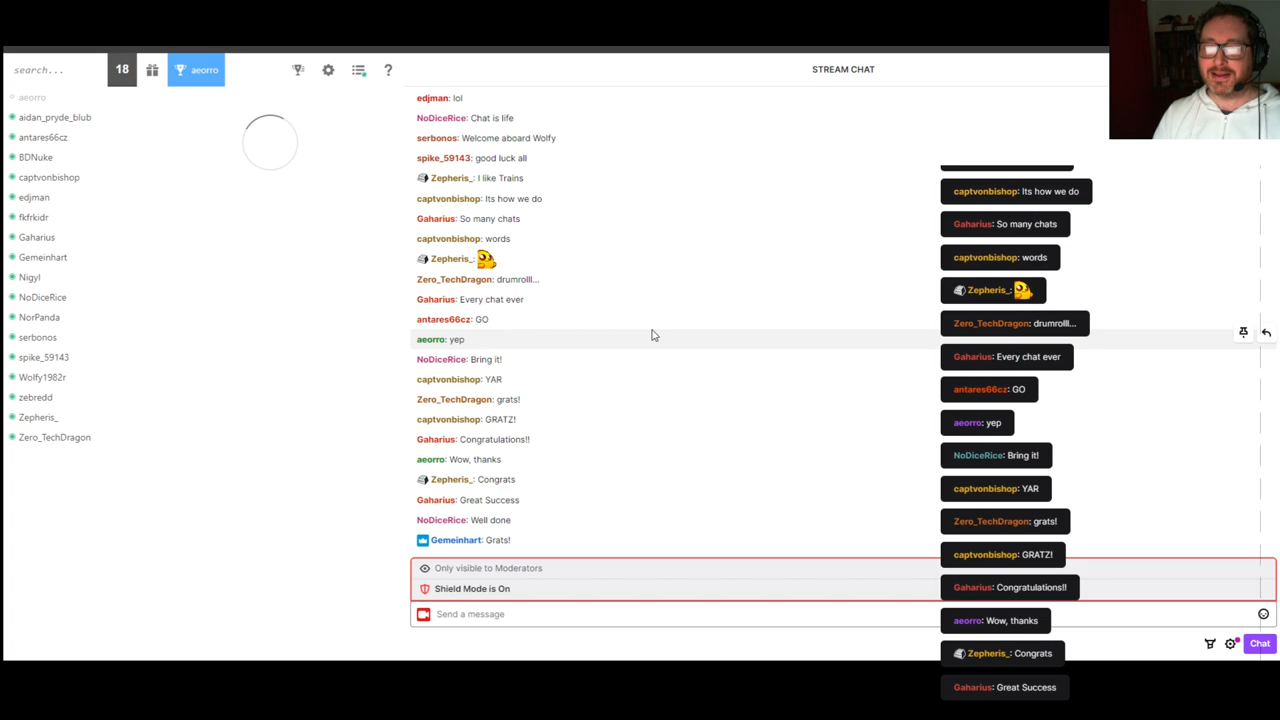 search...
18
aeorro
?
STREAM CHAT
aeorro
aidan_pryde_blub
antares66cz
BDNuke
captvonbishop
edjman
fkfrkidr
Gaharius
Gemeinhart
Nigyl
NoDiceRice
NorPanda
serbonos
spike_59143
Wolfy1982r
zebredd
Zepheris_
Zero_TechDragon
edjman: lol
NoDiceRice: Chat is life
serbonos: Welcome aboard Wolfy
spike_59143: good luck all
Zepheris_: I like Trains
captvonbishop: Its how we do
Gaharius: So many chats
captvonbishop: words
Zepheris_:
Zero_TechDragon: drumrolll...
Gaharius: Every chat ever
antares66cz: GO
aeorro: yep
NoDiceRice: Bring it!
captvonbishop: YAR
Zero_TechDragon: grats!
captvonbishop: GRATZ!
Gaharius: Congratulations!!
aeorro: Wow, thanks
Zepheris_: Congrats
Gaharius: Great Success
NoDiceRice: Well done
Gemeinhart: Grats!
Only visible to Moderators
Shield Mode is On
Send a message
Chat
captvonbishop: Its how we do
Gaharius: So many chats
captvonbishop: words
Zepheris_:
Zero_TechDragon: drumrolll...
Gaharius: Every chat ever
antares66cz: GO
aeorro: yep
NoDiceRice: Bring it!
captvonbishop: YAR
Zero_TechDragon: grats!
captvonbishop: GRATZ!
Gaharius: Congratulations!!
aeorro: Wow, thanks
Zepheris_: Congrats
Gaharius: Great Success